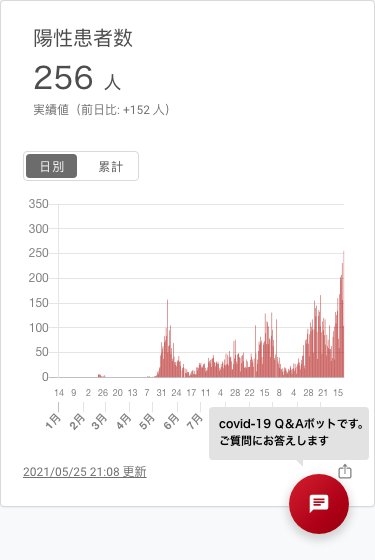 陽性患者数
256 人
実績値（前日比: +152 人）
日別 累計
350
300
250
200
150
100
50
0
14 9 2 26 20 13 7 31 24 17 11 4 28 22 15 8 4 28 21 15
1月 2月 3月 4月 5月 6月 7月
covid-19 Q&Aボットです。
ご質問にお答えします
2021/05/25 21:08 更新